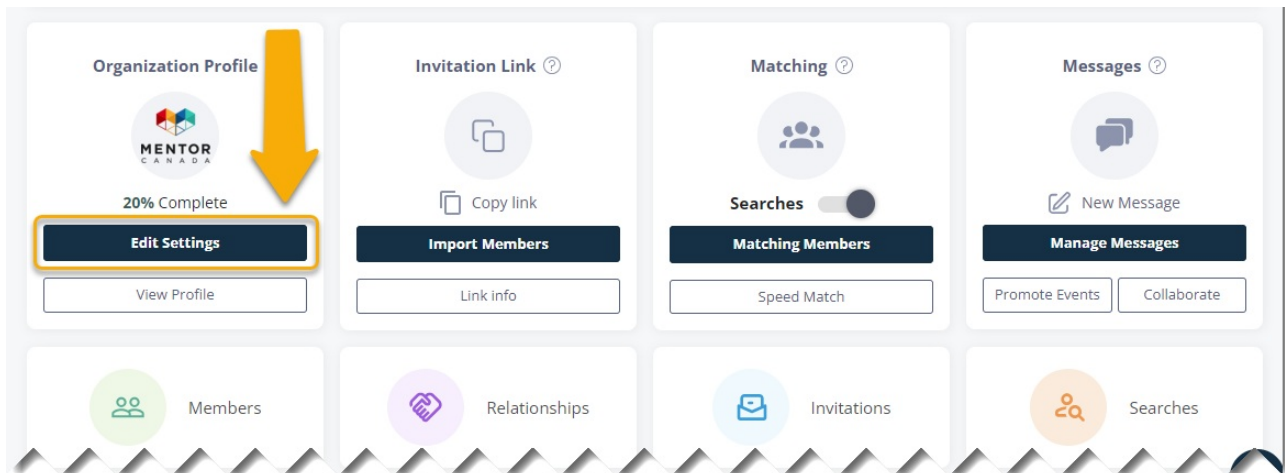 Organization Profile
MENTOR
CANADA
20% Complete
Edit Settings
View Profile
Invitation Link ?
Copy link
Import Members
Link info
Matching ?
Searches
Matching Members
Speed Match
Messages ?
New Message
Manage Messages
Promote Events
Collaborate
Members
Relationships
Invitations
Searches